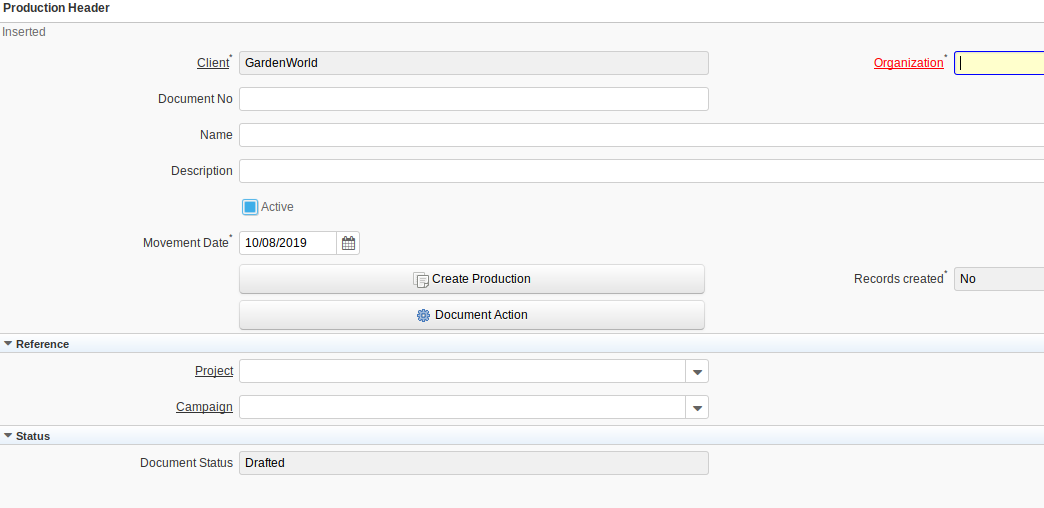 Production Header
Inserted
Client* GardenWorld Organization*
Document No
Name
Description
Active
Movement Date* 10/08/2019
Create Production Records created* No
Document Action
Reference
Project
Campaign
Status
Document Status Drafted